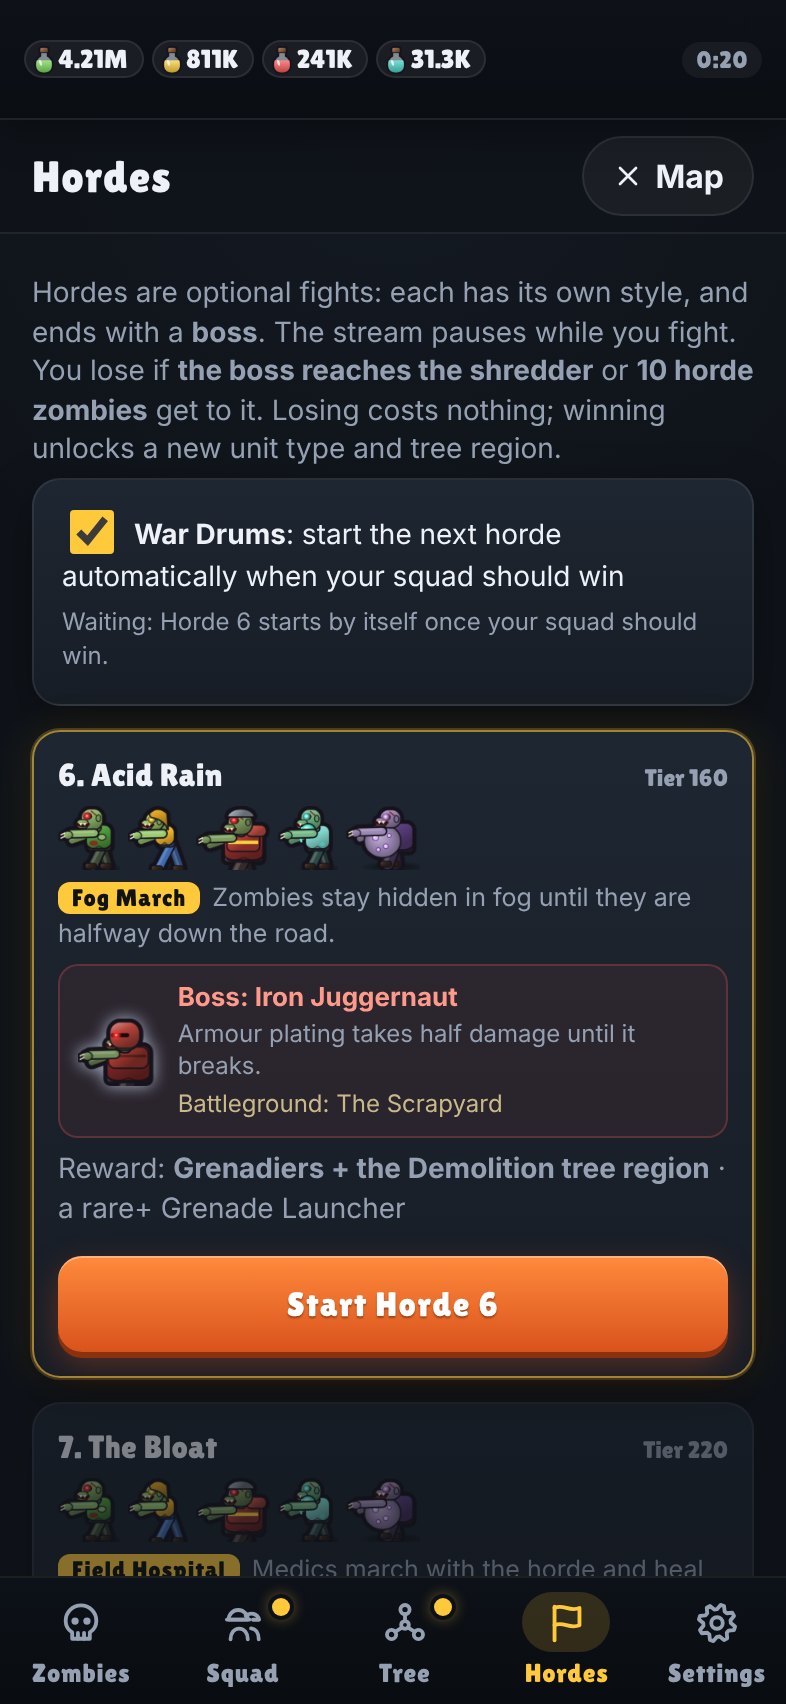 4.21M 811K 241K 31.3K 0:20
Hordes
Map
Hordes are optional fights: each has its own style, and
ends with a boss. The stream pauses while you fight.
You lose if the boss reaches the shredder or 10 horde
zombies get to it. Losing costs nothing; winning
unlocks a new unit type and tree region.
War Drums: start the next horde
automatically when your squad should win
Waiting: Horde 6 starts by itself once your squad should
win.
6. Acid Rain
Tier 160
Fog March Zombies stay hidden in fog until they are
halfway down the road.
Boss: Iron Juggernaut
Armour plating takes half damage until it
breaks.
Battleground: The Scrapyard
Reward: Grenadiers + the Demolition tree region ·
a rare+ Grenade Launcher
Start Horde 6
7. The Bloat
Tier 220
Field Hospital Medics march with the horde and heal
Zombies Squad Tree Hordes Settings